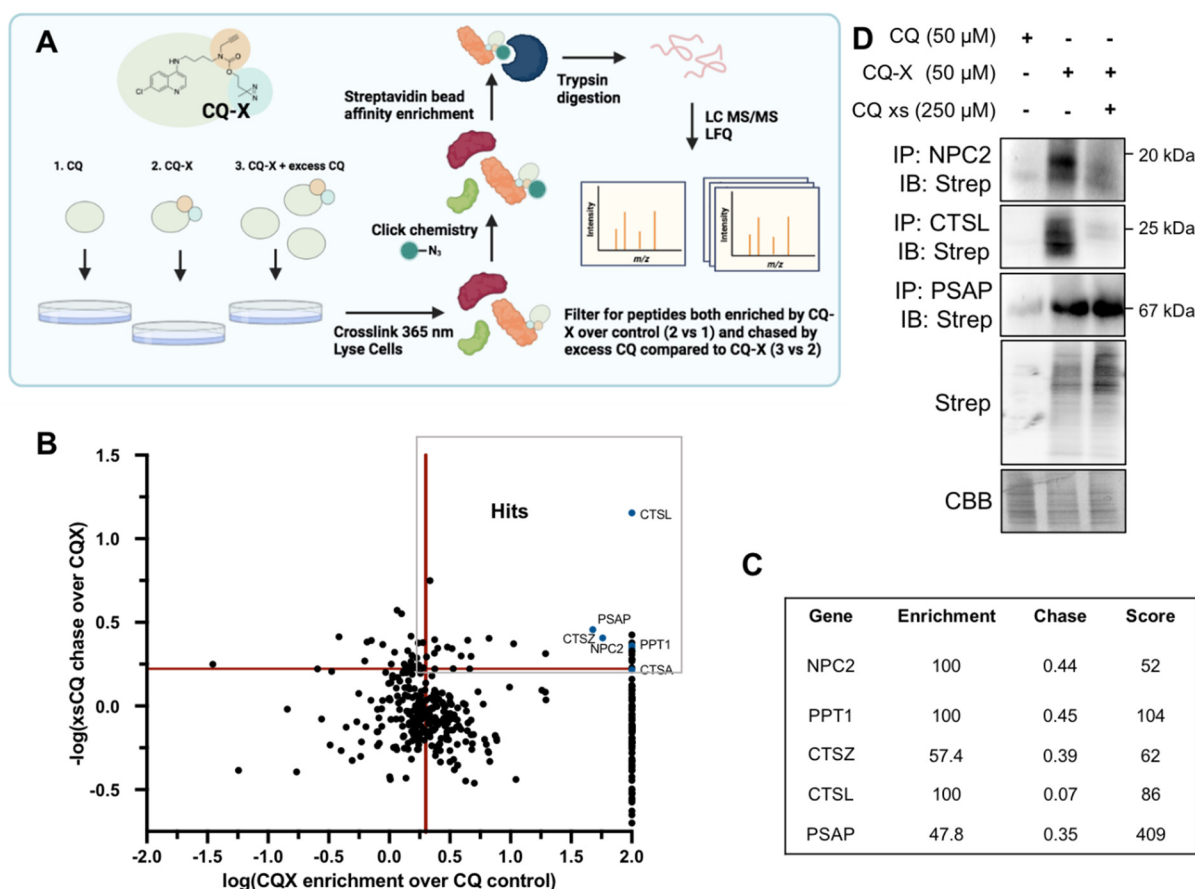 A
HN
N
O
O
N
N
N
Cl
CQ-X
1. CQ
2. CQ-X
3. CQ-X + excess CQ
Crosslink 365 nm
Lyse Cells
Click chemistry
N₃
Streptavidin bead
affinity enrichment
Trypsin
digestion
LC MS/MS
LFQ
Intensity
m/z
Intensity
m/z
Filter for peptides both enriched by CQ-
X over control (2 vs 1) and chased by
excess CQ compared to CQ-X (3 vs 2)
D
CQ (50 µM) + - -
CQ-X (50 µM) - + +
CQ xs (250 µM) - - +
IP: NPC2
IB: Strep
20 kDa
IP: CTSL
IB: Strep
25 kDa
IP: PSAP
IB: Strep
67 kDa
Strep
CBB
B
-log(xsCQ chase over CQX)
1.5
1.0
0.5
0.0
-0.5
Hits
CTSL
PSAP
CTSZ
NPC2
PPT1
CTSA
-2.0 -1.5 -1.0 -0.5 0.0 0.5 1.0 1.5 2.0
log(CQX enrichment over CQ control)
C
Gene Enrichment Chase Score
NPC2 100 0.44 52
PPT1 100 0.45 104
CTSZ 57.4 0.39 62
CTSL 100 0.07 86
PSAP 47.8 0.35 409